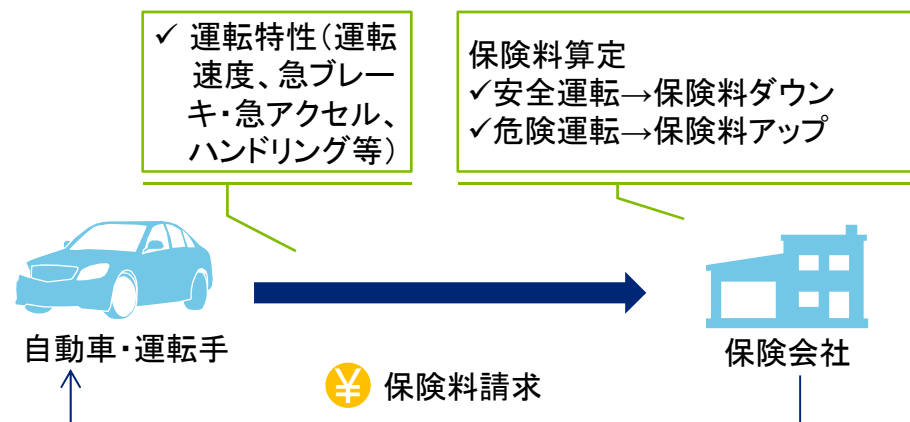 ✓ 運転特性（運転
速度、急ブレー
キ・急アクセル、
ハンドリング等）
保険料算定
✓安全運転→保険料ダウン
✓危険運転→保険料アップ
自動車・運転手
保険会社
¥ 保険料請求